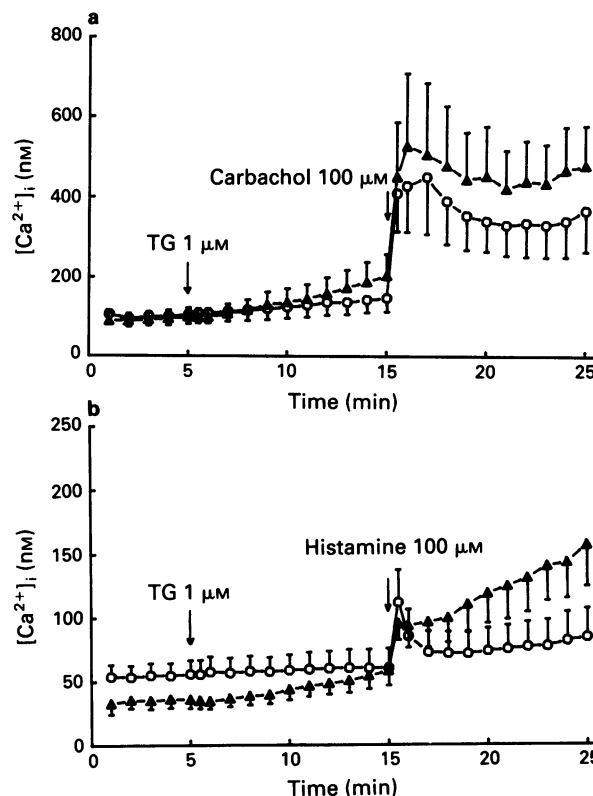 a
800
600
400
200
0
[Ca²⁺]ᵢ (nM)
Carbachol 100 μM
TG 1 μM
0 5 10 15 20 25
Time (min)
b
250
200
150
100
50
0
[Ca²⁺]ᵢ (nM)
Histamine 100 μM
TG 1 μM
0 5 10 15 20 25
Time (min)